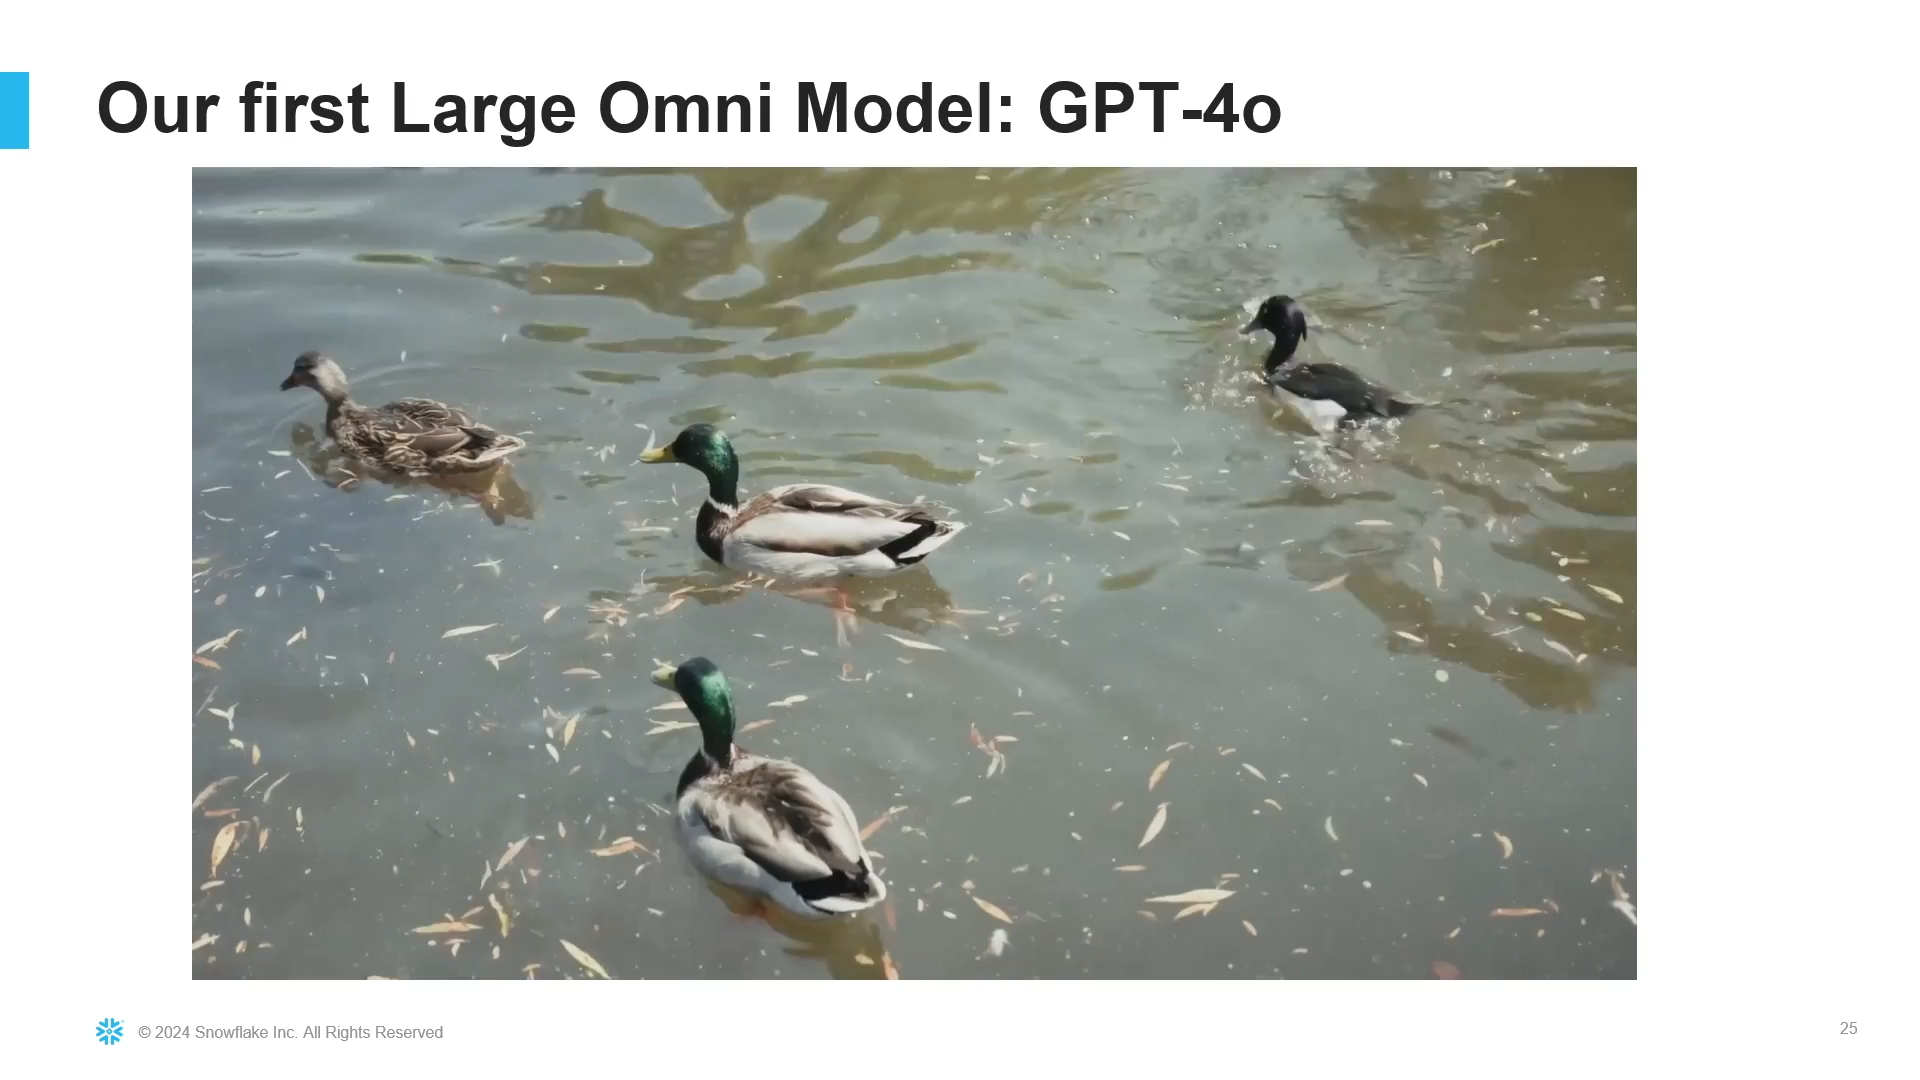 Our first Large Omni Model: GPT-4o
© 2024 Snowflake Inc. All Rights Reserved
25